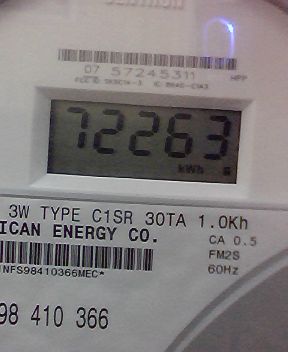 07 57245311 HPP
72263
kWh
3W TYPE C1SR 30TA 1.0Kh
ICAN ENERGY CO.
CA 0.5
FM2S
NFS98410366MEC*
60Hz
98 410 366